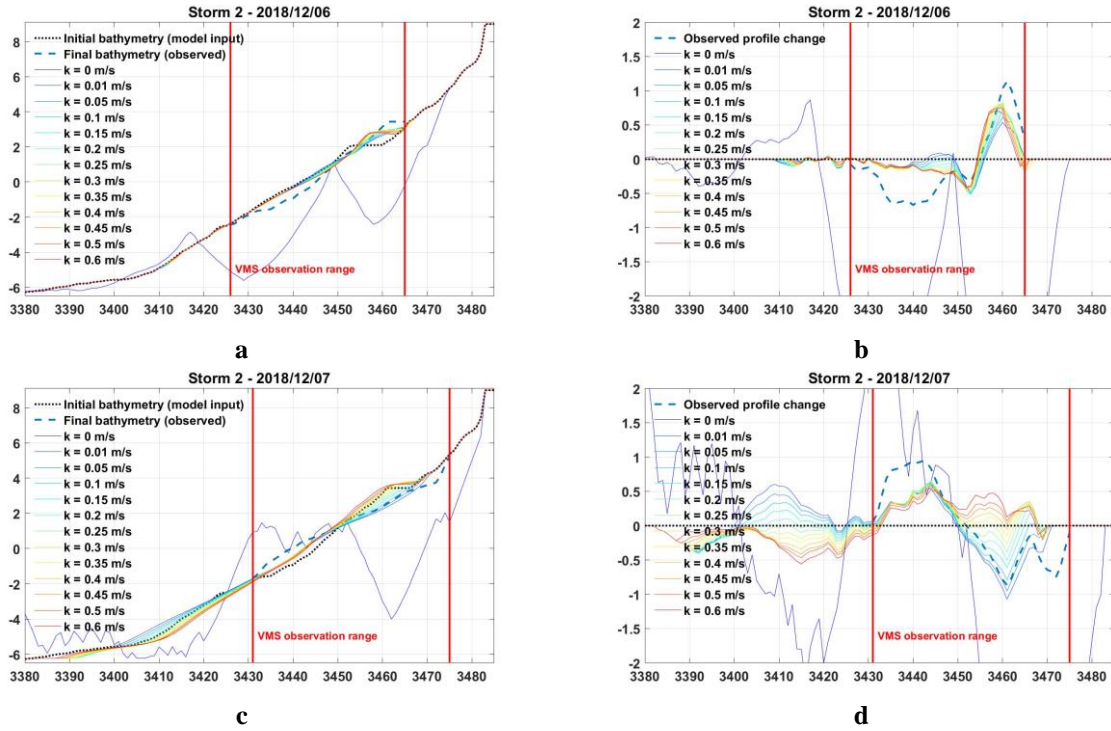 Storm 2 - 2018/12/06
8
6
4
2
0
-2
-4
-6
Initial bathymetry (model input)
Final bathymetry (observed)
k = 0 m/s
k = 0.01 m/s
k = 0.05 m/s
k = 0.1 m/s
k = 0.15 m/s
k = 0.2 m/s
k = 0.25 m/s
k = 0.3 m/s
k = 0.35 m/s
k = 0.4 m/s
k = 0.45 m/s
k = 0.5 m/s
k = 0.6 m/s
VMS observation range
3380 3390 3400 3410 3420 3430 3440 3450 3460 3470 3480
a
Storm 2 - 2018/12/06
2
1.5
1
0.5
0
-0.5
-1
-1.5
-2
Observed profile change
k = 0 m/s
k = 0.01 m/s
k = 0.05 m/s
k = 0.1 m/s
k = 0.15 m/s
k = 0.2 m/s
k = 0.25 m/s
k = 0.3 m/s
k = 0.35 m/s
k = 0.4 m/s
k = 0.45 m/s
k = 0.5 m/s
k = 0.6 m/s
VMS observation range
3380 3390 3400 3410 3420 3430 3440 3450 3460 3470 3480
b
Storm 2 - 2018/12/07
8
6
4
2
0
-2
-4
-6
Initial bathymetry (model input)
Final bathymetry (observed)
k = 0 m/s
k = 0.01 m/s
k = 0.05 m/s
k = 0.1 m/s
k = 0.15 m/s
k = 0.2 m/s
k = 0.25 m/s
k = 0.3 m/s
k = 0.35 m/s
k = 0.4 m/s
k = 0.45 m/s
k = 0.5 m/s
k = 0.6 m/s
VMS observation range
3380 3390 3400 3410 3420 3430 3440 3450 3460 3470 3480
c
Storm 2 - 2018/12/07
2
1.5
1
0.5
0
-0.5
-1
-1.5
-2
Observed profile change
k = 0 m/s
k = 0.01 m/s
k = 0.05 m/s
k = 0.1 m/s
k = 0.15 m/s
k = 0.2 m/s
k = 0.25 m/s
k = 0.3 m/s
k = 0.35 m/s
k = 0.4 m/s
k = 0.45 m/s
k = 0.5 m/s
k = 0.6 m/s
VMS observation range
3380 3390 3400 3410 3420 3430 3440 3450 3460 3470 3480
d